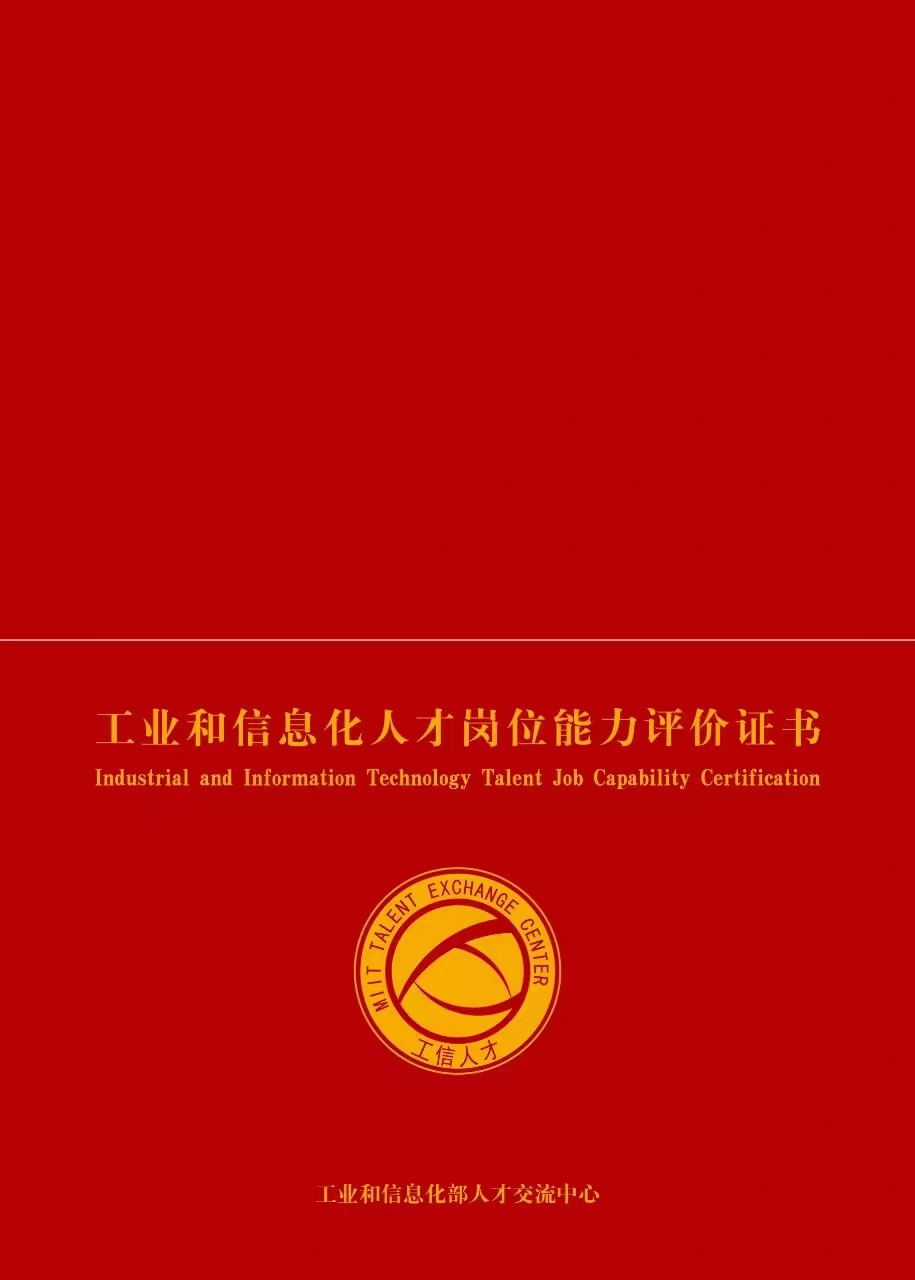 工业和信息化人才岗位能力评价证书
Industrial and Information Technology Talent Job Capability Certification
MIIT TALENT EXCHANGE CENTER
工信人才
工业和信息化部人才交流中心